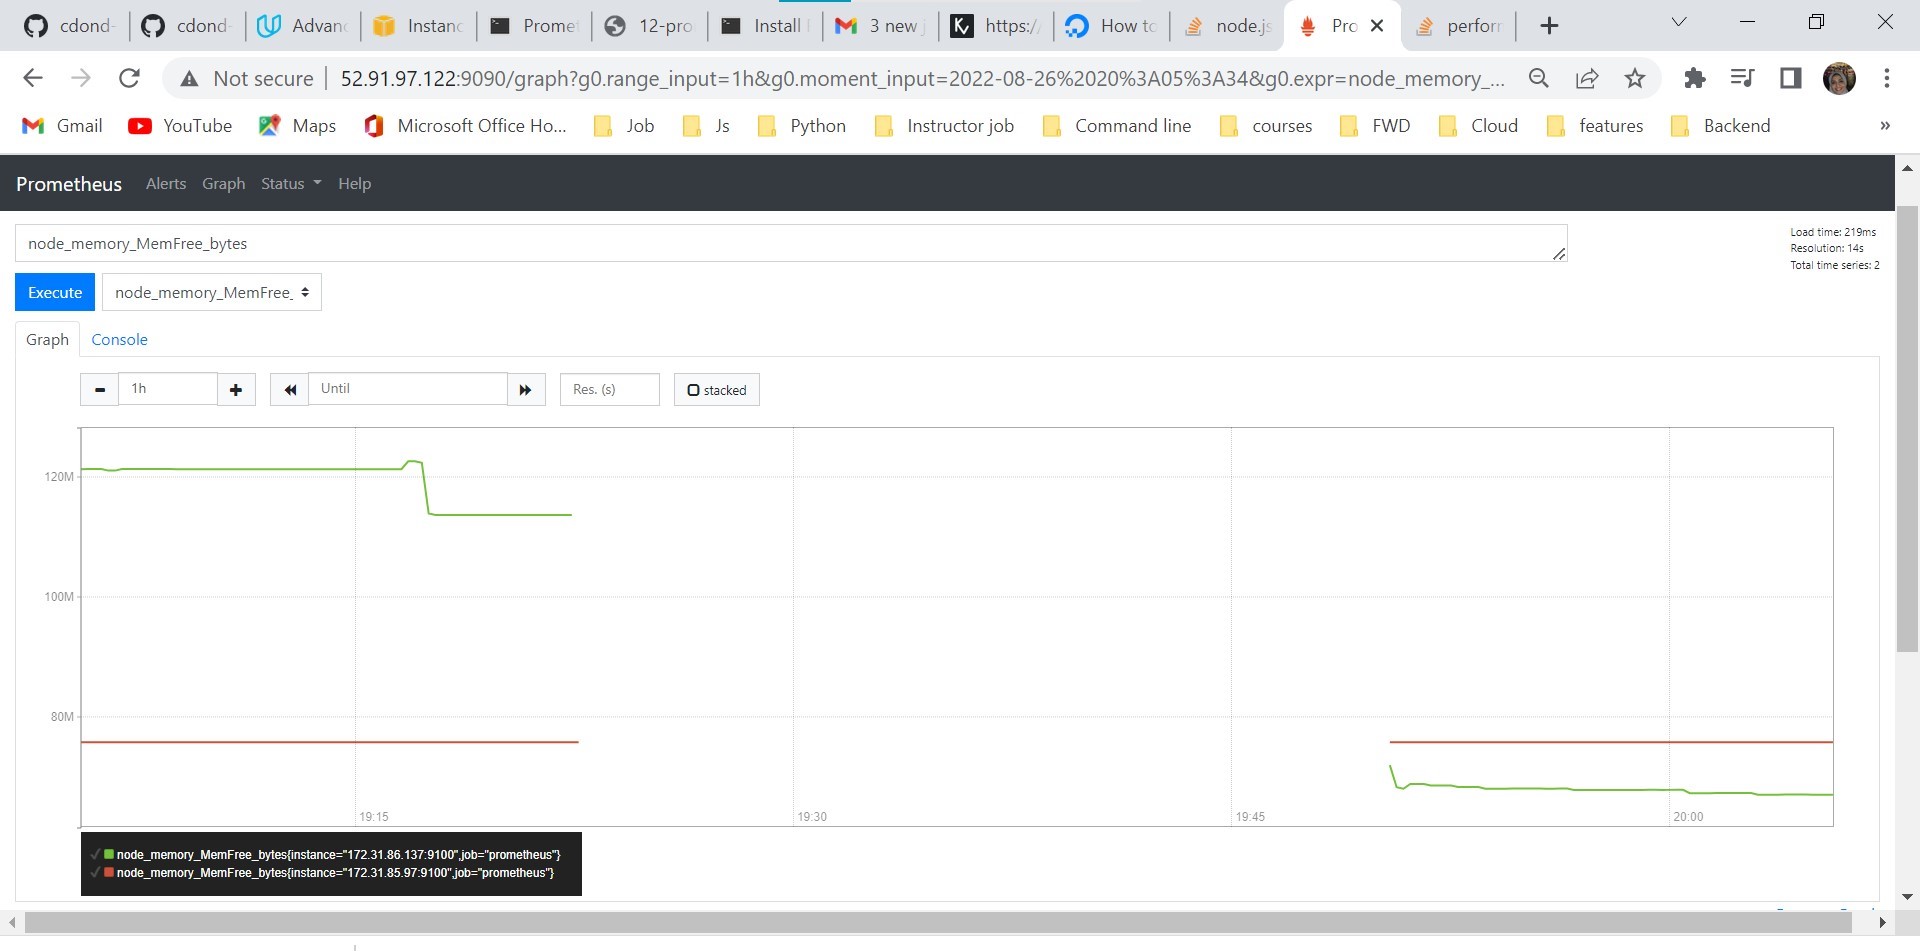 cdond- cdond- Advanc Instanc Promet 12-pro Install 3 new j https:/ How to node.js Pro perforr
Not secure 52.91.97.122:9090/graph?g0.range_input=1h&g0.moment_input=2022-08-26%2020%3A05%3A34&g0.expr=node_memory_...
Gmail YouTube Maps Microsoft Office Ho... Job Js Python Instructor job Command line courses FWD Cloud features Backend »
Prometheus Alerts Graph Status Help
node_memory_MemFree_bytes
Load time: 219ms
Resolution: 14s
Total time series: 2
Execute node_memory_MemFree_
Graph Console
- 1h + Until Res. (s) stacked
120M
100M
80M
19:15 19:30 19:45 20:00
node_memory_MemFree_bytes{instance="172.31.86.137:9100",job="prometheus"}
node_memory_MemFree_bytes{instance="172.31.85.97:9100",job="prometheus"}